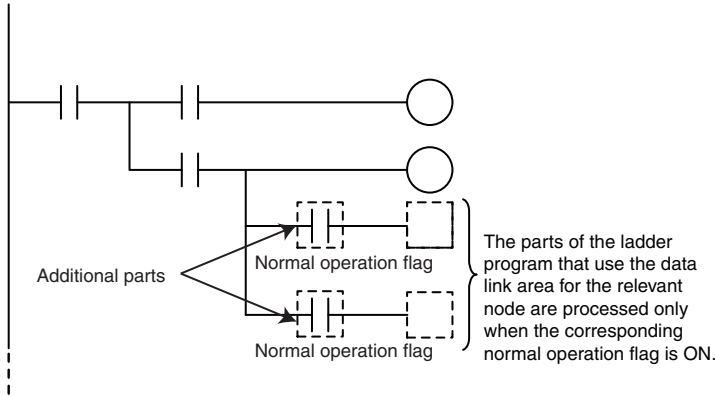 Normal operation flag
Additional parts
Normal operation flag
The parts of the ladder
program that use the data
link area for the relevant
node are processed only
when the corresponding
normal operation flag is ON.